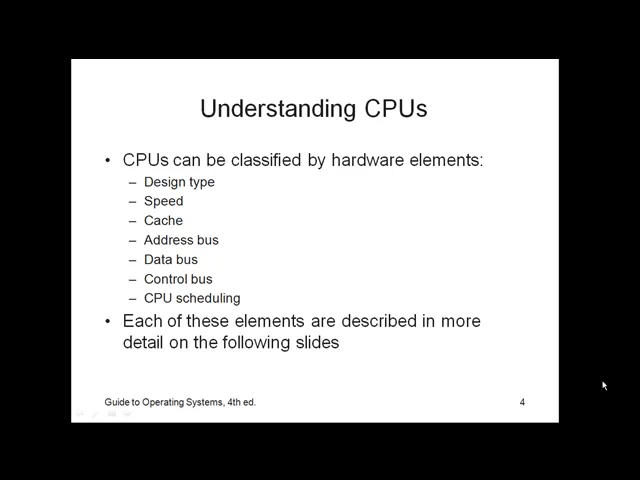 Understanding CPUs
• CPUs can be classified by hardware elements:
– Design type
– Speed
– Cache
– Address bus
– Data bus
– Control bus
– CPU scheduling
• Each of these elements are described in more
detail on the following slides
Guide to Operating Systems, 4th ed.
4